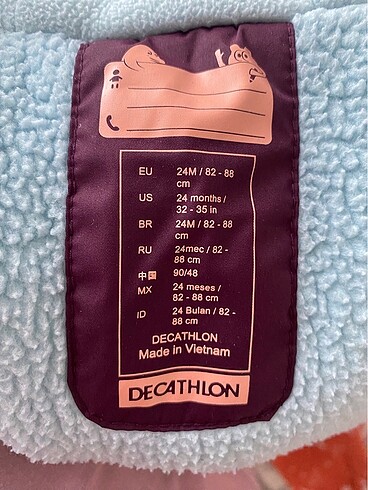 EU 24M / 82 - 88
cm
US 24 months /
32 - 35 in
BR 24M / 82 - 88
cm
RU 24мес / 82 -
88 cm
中 90/48
MX 24 meses /
82 - 88 cm
ID 24 Bulan / 82 -
88 cm
DECATHLON
Made in Vietnam
DECATHLON